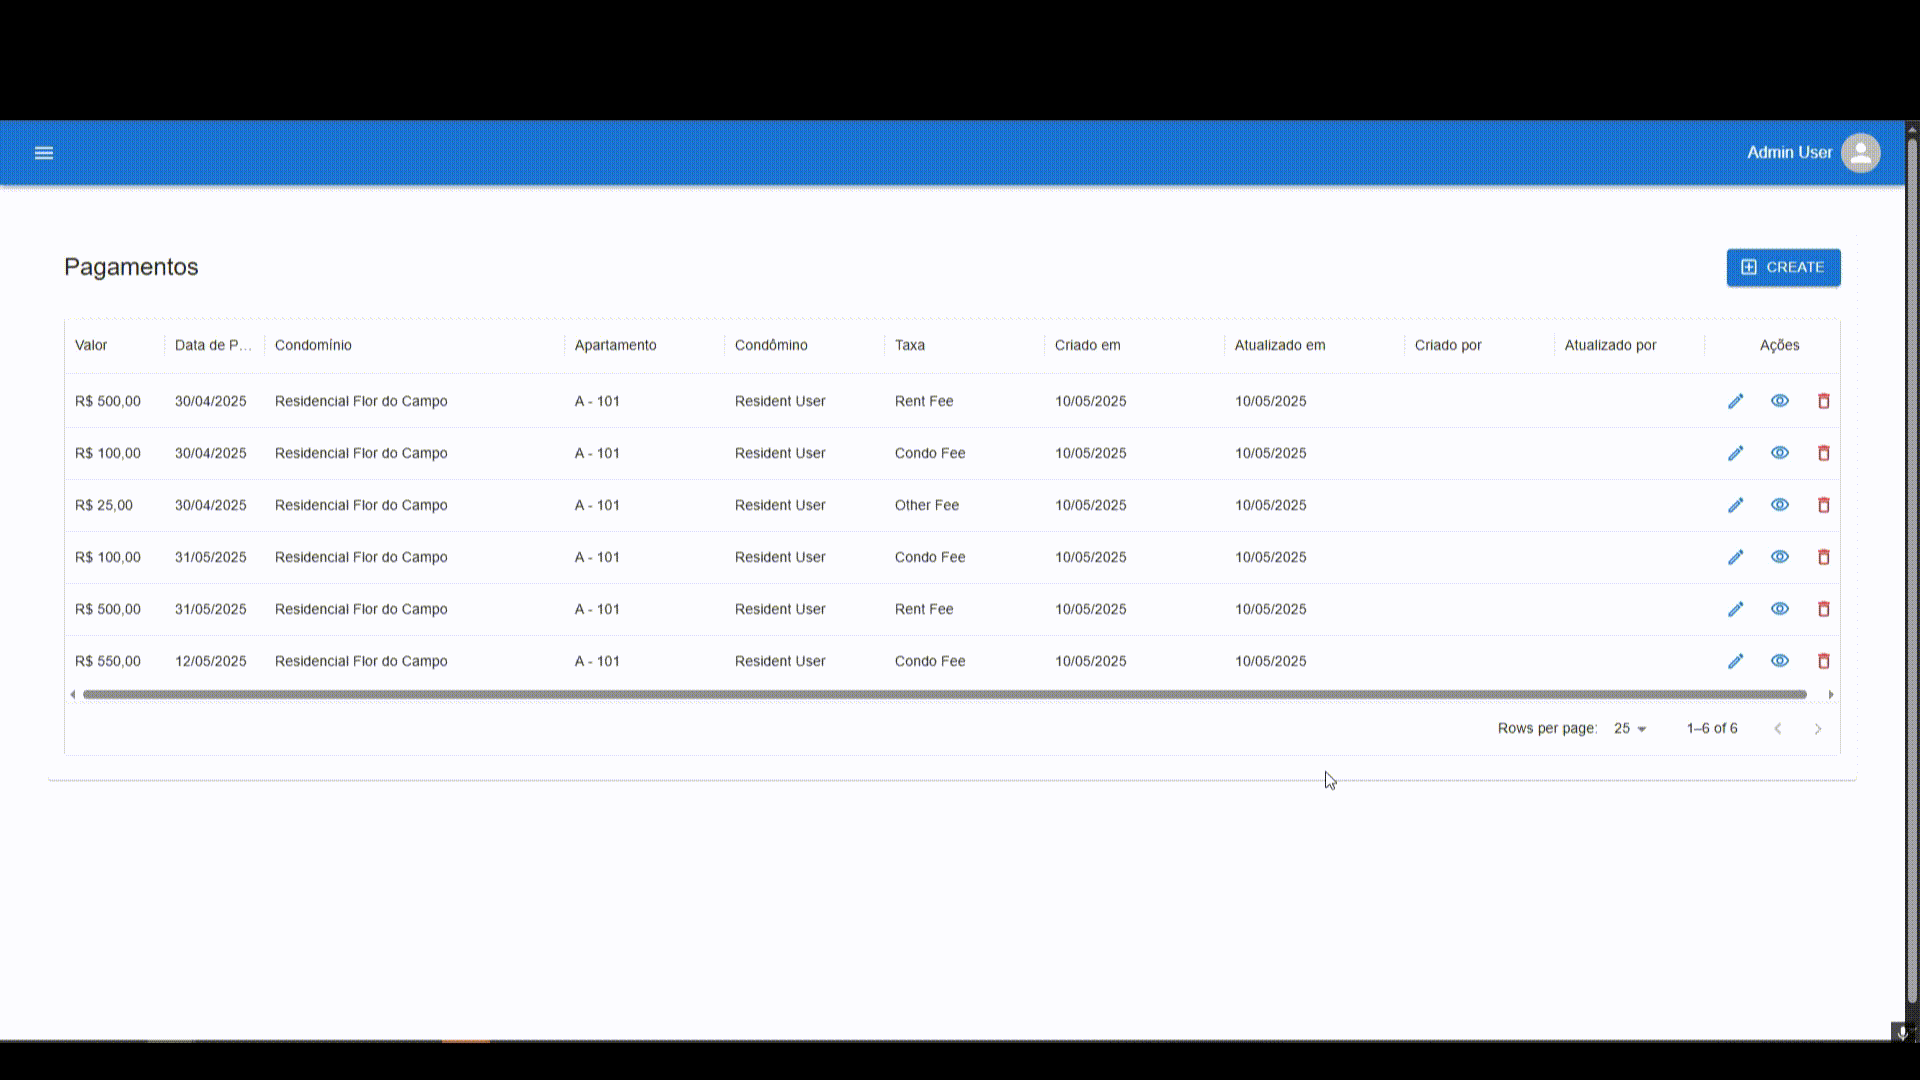 Admin User
Pagamentos
CREATE
Valor Data de P... Condomínio Apartamento Condômino Taxa Criado em Atualizado em Criado por Atualizado por Ações
R$ 500,00 30/04/2025 Residencial Flor do Campo A - 101 Resident User Rent Fee 10/05/2025 10/05/2025
R$ 100,00 30/04/2025 Residencial Flor do Campo A - 101 Resident User Condo Fee 10/05/2025 10/05/2025
R$ 25,00 30/04/2025 Residencial Flor do Campo A - 101 Resident User Other Fee 10/05/2025 10/05/2025
R$ 100,00 31/05/2025 Residencial Flor do Campo A - 101 Resident User Condo Fee 10/05/2025 10/05/2025
R$ 500,00 31/05/2025 Residencial Flor do Campo A - 101 Resident User Rent Fee 10/05/2025 10/05/2025
R$ 550,00 12/05/2025 Residencial Flor do Campo A - 101 Resident User Condo Fee 10/05/2025 10/05/2025
Rows per page: 25 1–6 of 6